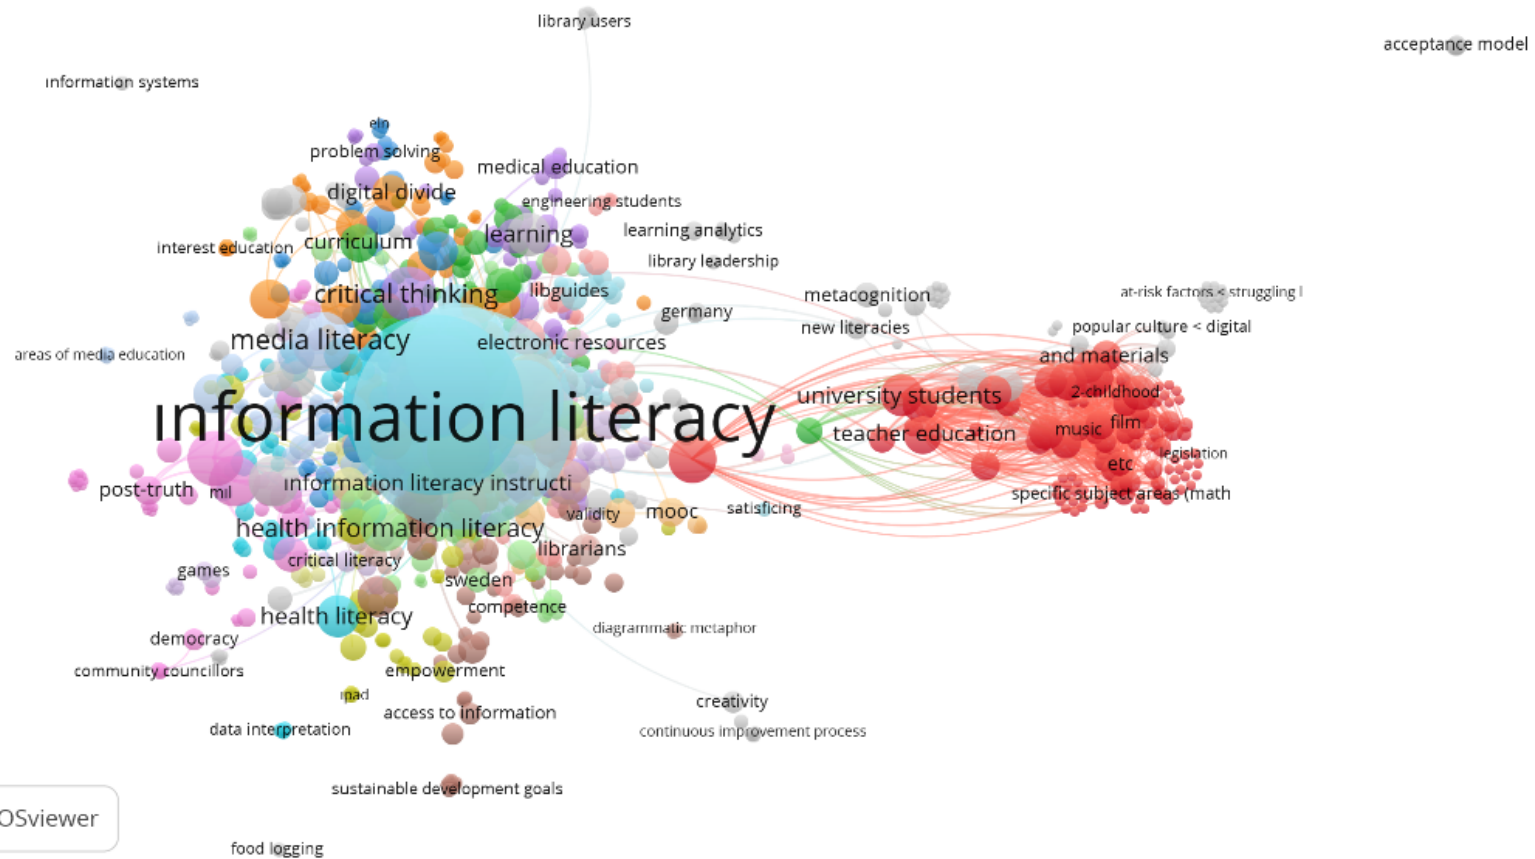 library users
acceptance model
ınformation systems
eln
problem solving
medical education
digital divide
engineering students
learning analytics
interest education
curriculum
learning
library leadership
critical thinking
libguides
metacognition
at-risk factors < struggling l
germany
new literacies
popular culture < digital
media literacy
electronic resources
areas of media education
and materials
2-childhood
university students
ınformation literacy
film
music
teacher education
legislation
etc
post-truth
mil
ınformation literacy instructi
specific subject areas (math
satisficing
mooc
validity
health information literacy
librarians
critical literacy
games
sweden
competence
health literacy
diagrammatic metaphor
democracy
community councillors
empowerment
ıpad
creativity
access to information
data interpretation
continuous improvement process
sustainable development goals
OSviewer
food logging